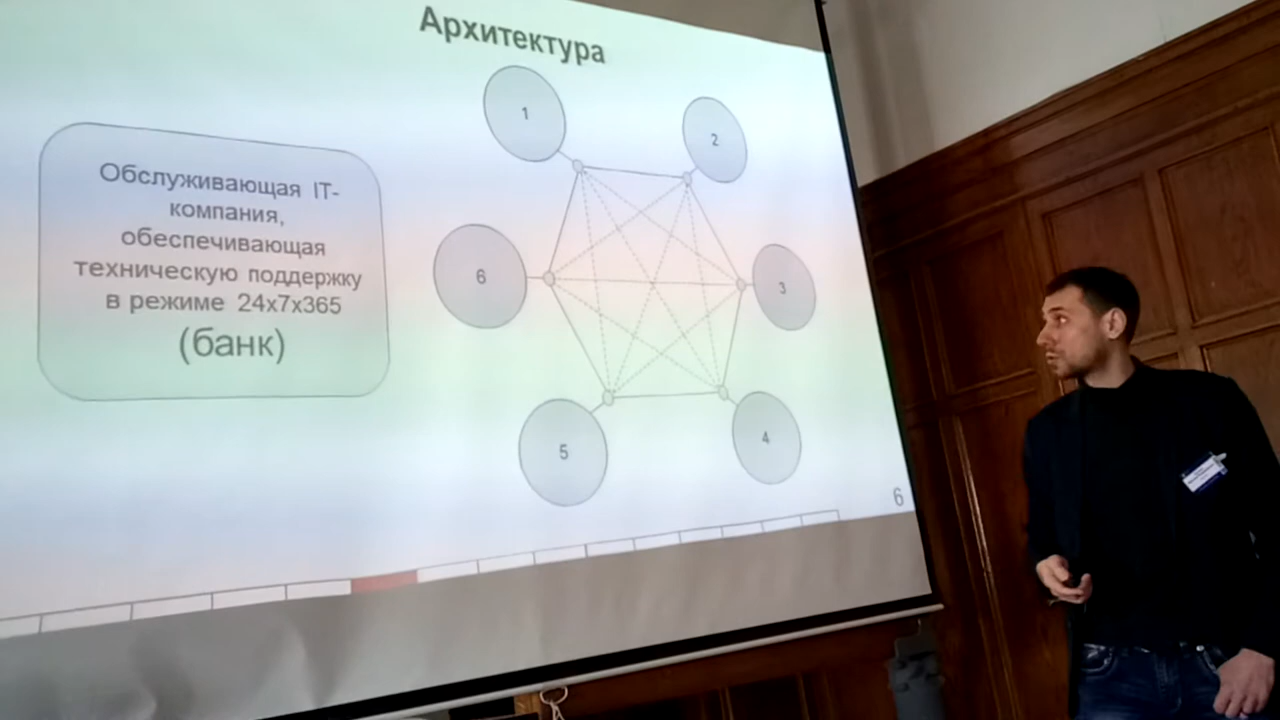 Архитектура
Обслуживающая IT-
компания,
обеспечивающая
техническую поддержку
в режиме 24x7x365
(банк)
1
2
3
4
5
6
6